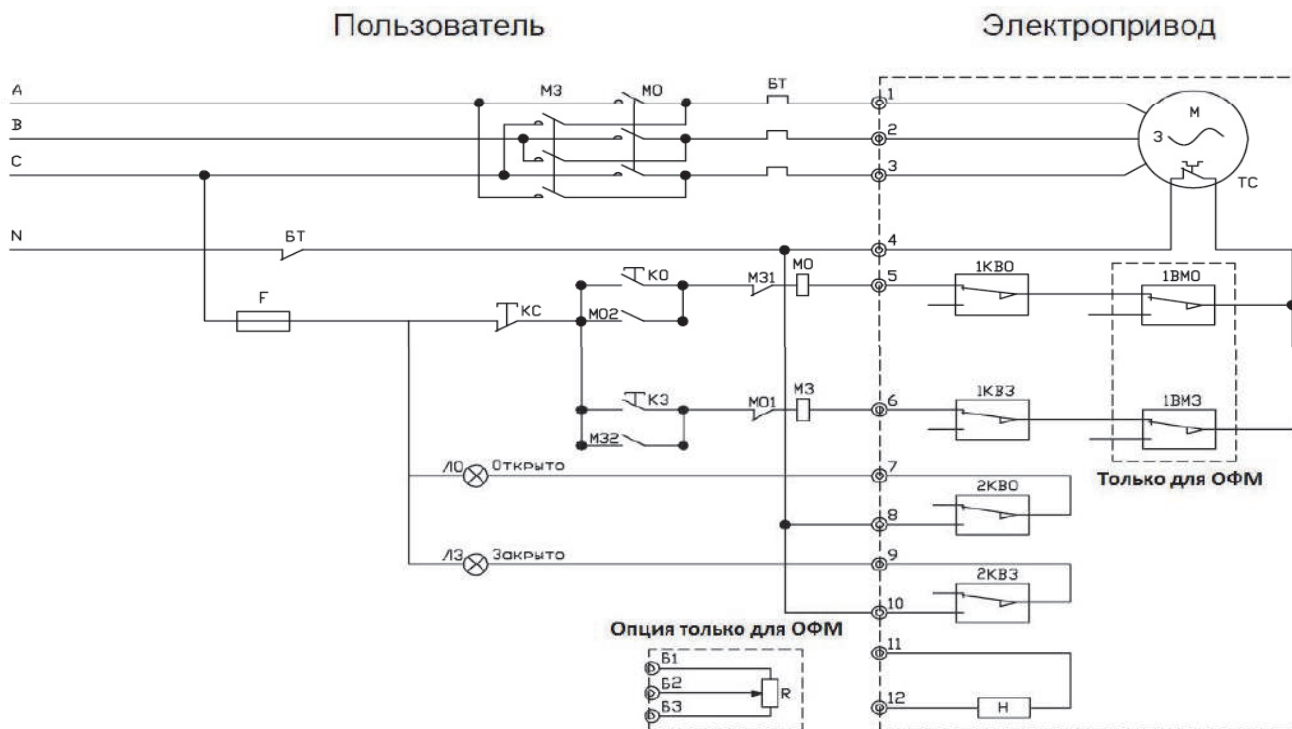 Пользователь
Электропривод
A
МЗ
МО
БТ
1
М
B
2
3
C
3
ТС
N
БТ
4
КО
МЗ1
МО
5
1КВО
1ВМО
F
КС
МО2
КЗ
МО1
МЗ
6
1КВЗ
1ВМЗ
МЗ2
ЛО
Открыто
7
Только для ОФМ
2КВО
8
ЛЗ
Закрыто
9
2КВЗ
10
Опция только для ОФМ
11
Б1
Б2
R
Б3
12
Н